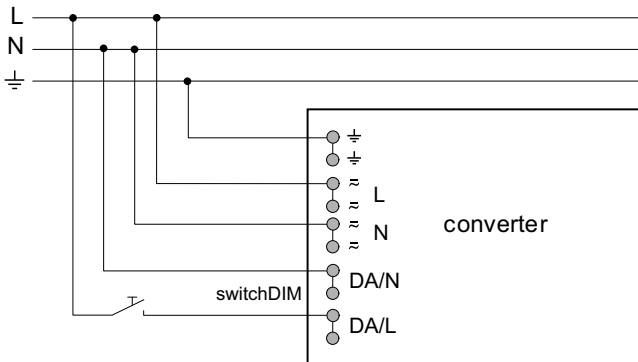 L
N
L
N
converter
DA/N
switchDIM
DA/L